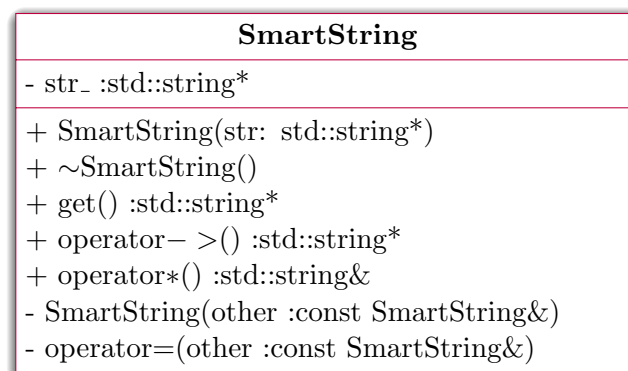 SmartString
- str_ :std::string*
+ SmartString(str: std::string*)
+ ~SmartString()
+ get() :std::string*
+ operator− >() :std::string*
+ operator*() :std::string&
- SmartString(other :const SmartString&)
- operator=(other :const SmartString&)